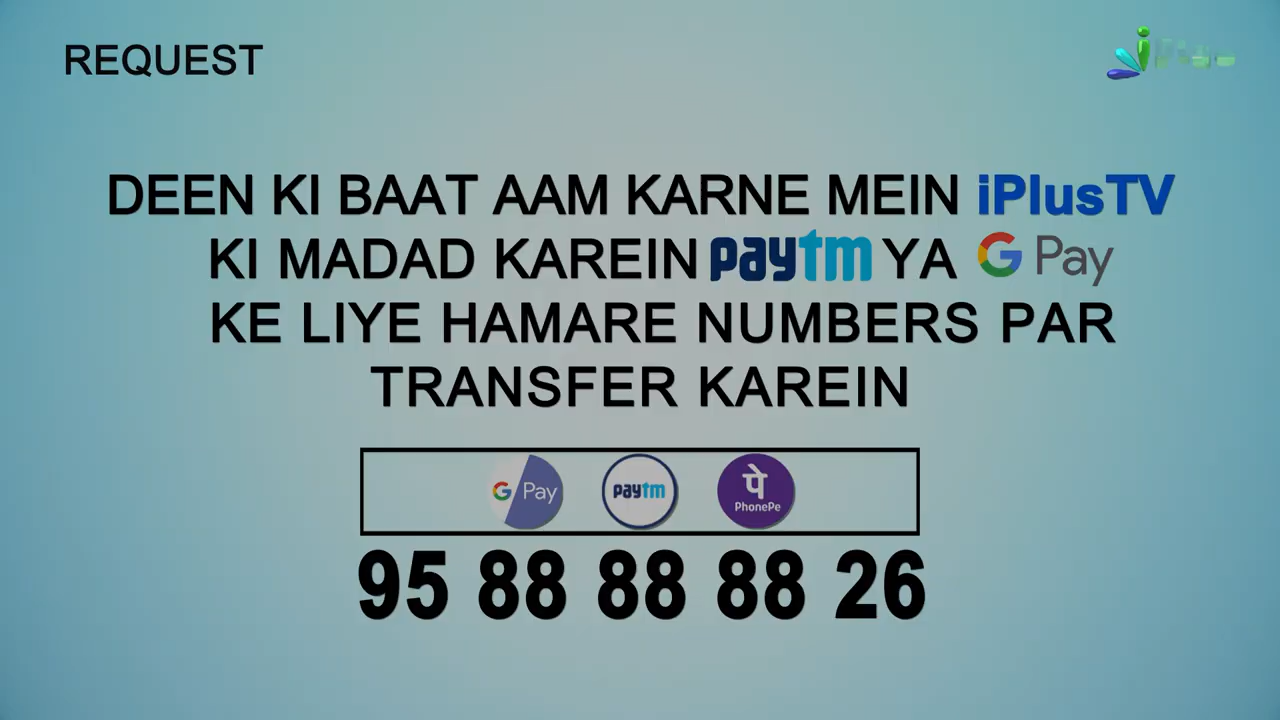 REQUEST
DEEN KI BAAT AAM KARNE MEIN iPlusTV
KI MADAD KAREIN paytm YA G Pay
KE LIYE HAMARE NUMBERS PAR
TRANSFER KAREIN
G Pay paytm पे PhonePe
95 88 88 88 26